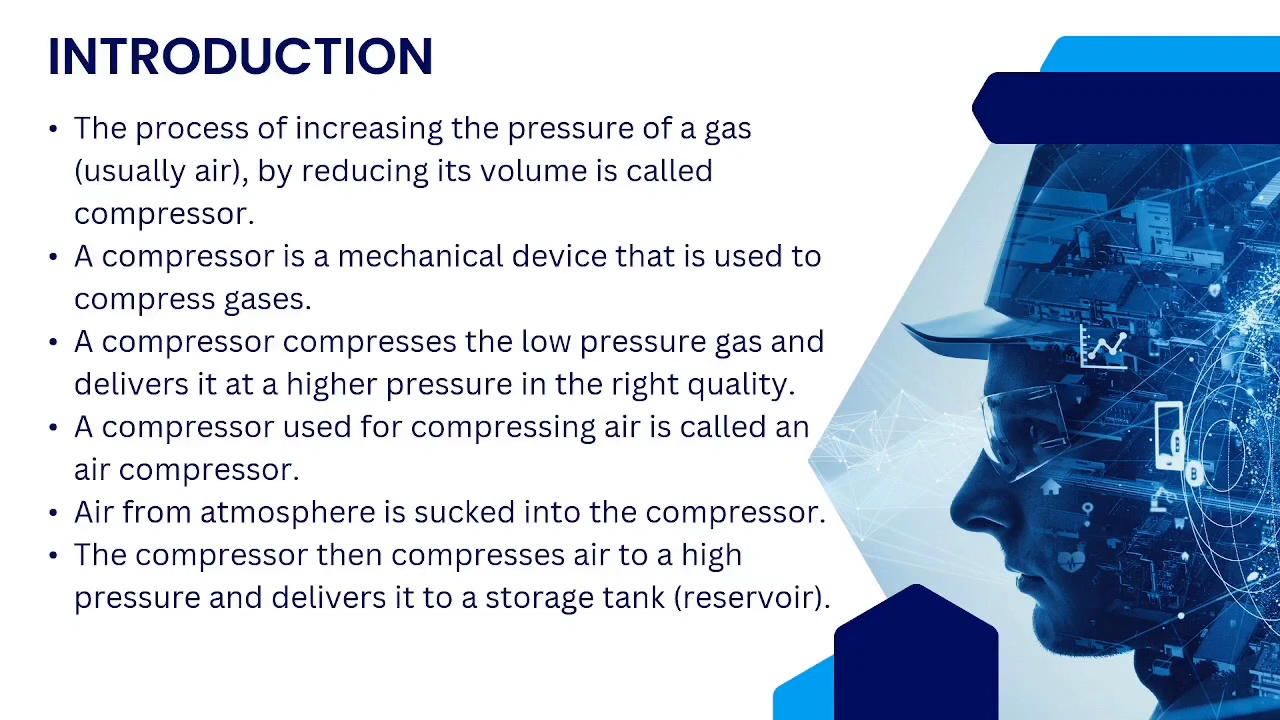 INTRODUCTION
• The process of increasing the pressure of a gas
(usually air), by reducing its volume is called
compressor.
• A compressor is a mechanical device that is used to
compress gases.
• A compressor compresses the low pressure gas and
delivers it at a higher pressure in the right quality.
• A compressor used for compressing air is called an
air compressor.
• Air from atmosphere is sucked into the compressor.
• The compressor then compresses air to a high
pressure and delivers it to a storage tank (reservoir).